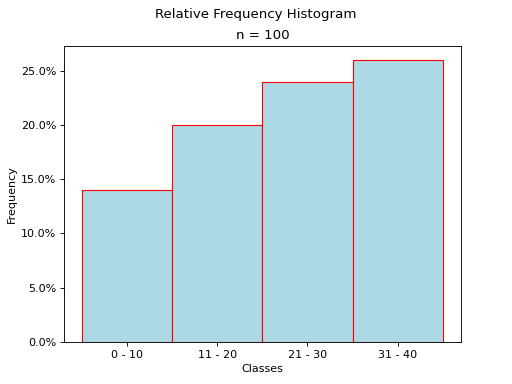 Relative Frequency Histogram
n = 100
25.0%
20.0%
15.0%
10.0%
5.0%
0.0%
Frequency
0 - 10
11 - 20
21 - 30
31 - 40
Classes